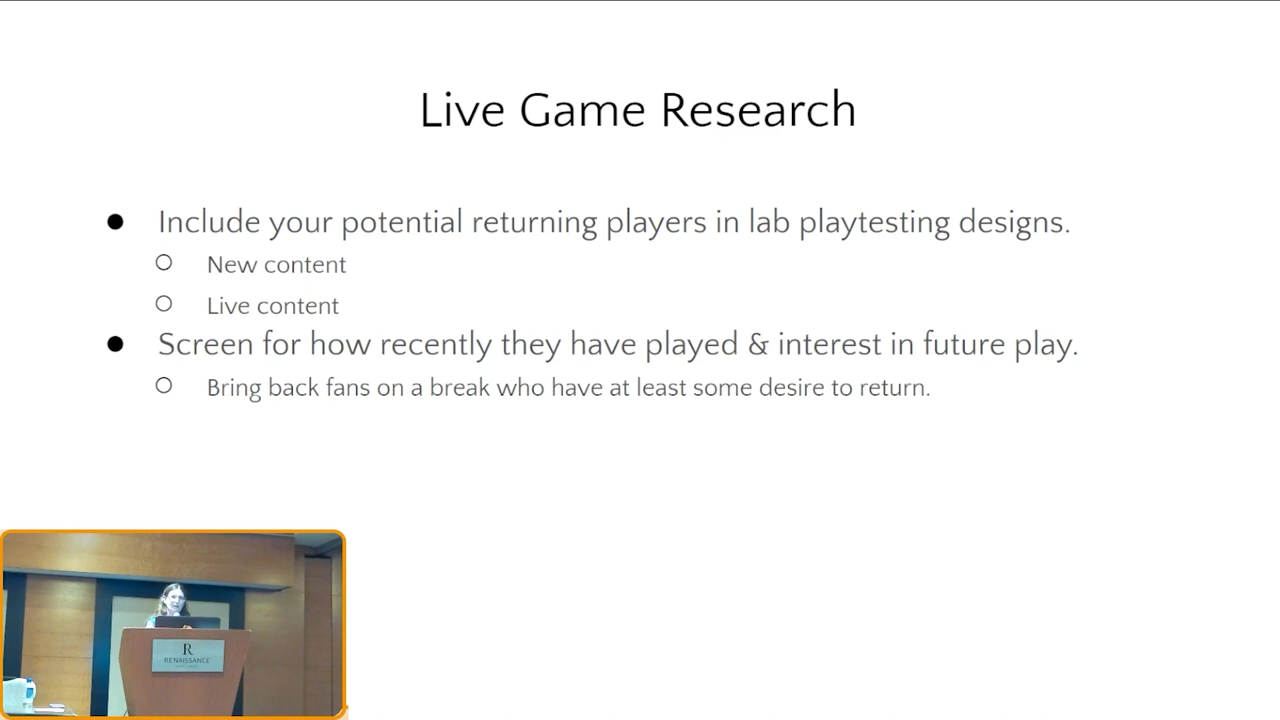 Live Game Research
● Include your potential returning players in lab playtesting designs.
○ New content
○ Live content
● Screen for how recently they have played & interest in future play.
○ Bring back fans on a break who have at least some desire to return.
R
RENAISSANCE